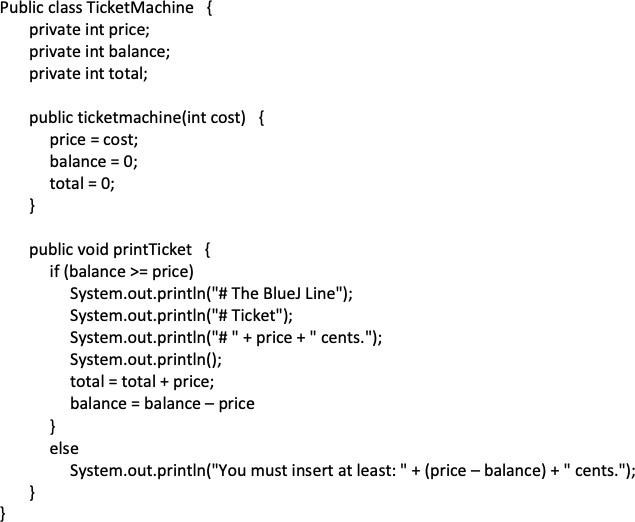 Public class TicketMachine {
private int price;
private int balance;
private int total;
public ticketmachine(int cost) {
price = cost;
balance = 0;
total = 0;
}
public void printTicket {
if (balance >= price)
System.out.println("# The BlueJ Line");
System.out.println("# Ticket");
System.out.println("# " + price + " cents.");
System.out.println();
total = total + price;
balance = balance – price
}
else
System.out.println("You must insert at least: " + (price – balance) + " cents.");
}
}